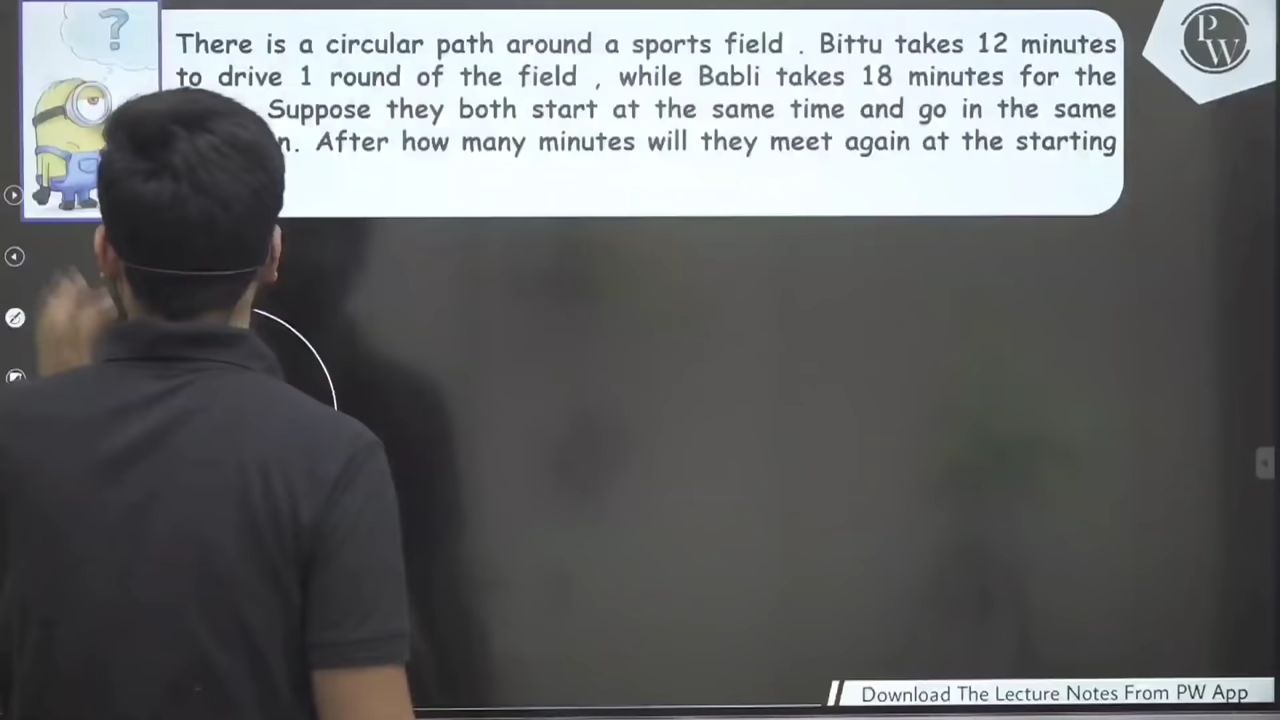 ?
There is a circular path around a sports field . Bittu takes 12 minutes
to drive 1 round of the field , while Babli takes 18 minutes for the
Suppose they both start at the same time and go in the same
n. After how many minutes will they meet again at the starting
P
W
Download The Lecture Notes From PW App